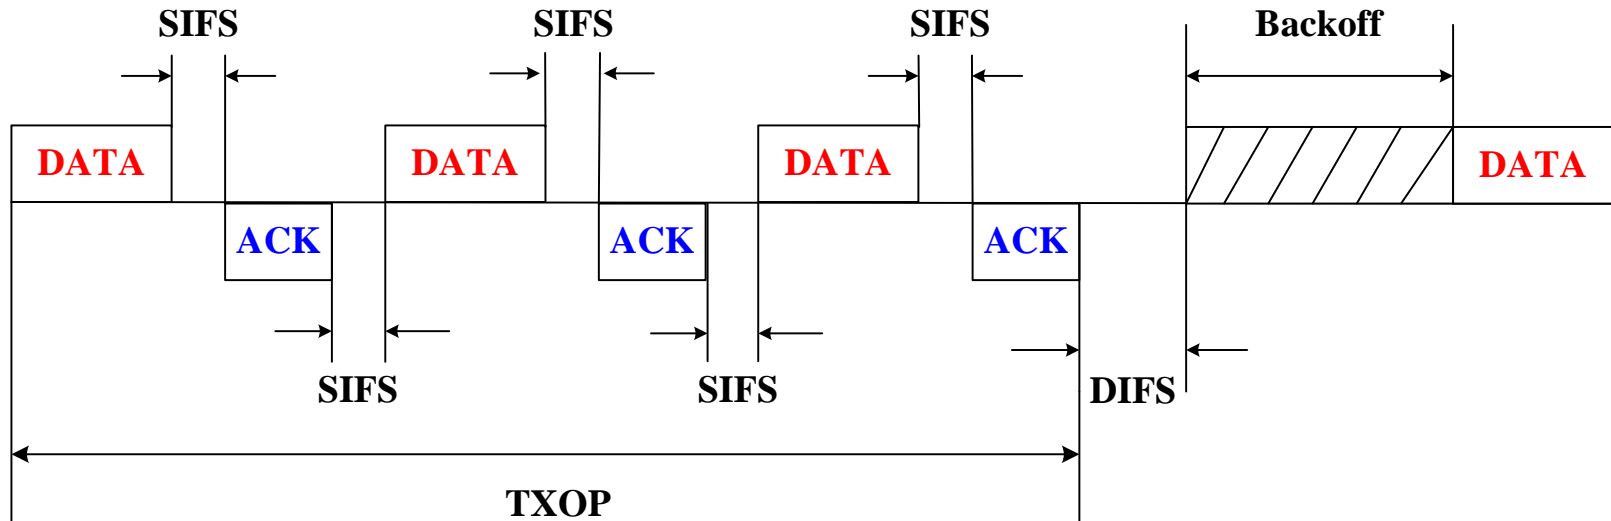 SIFS SIFS SIFS Backoff
DATA DATA DATA DATA
ACK ACK ACK
SIFS SIFS DIFS
TXOP